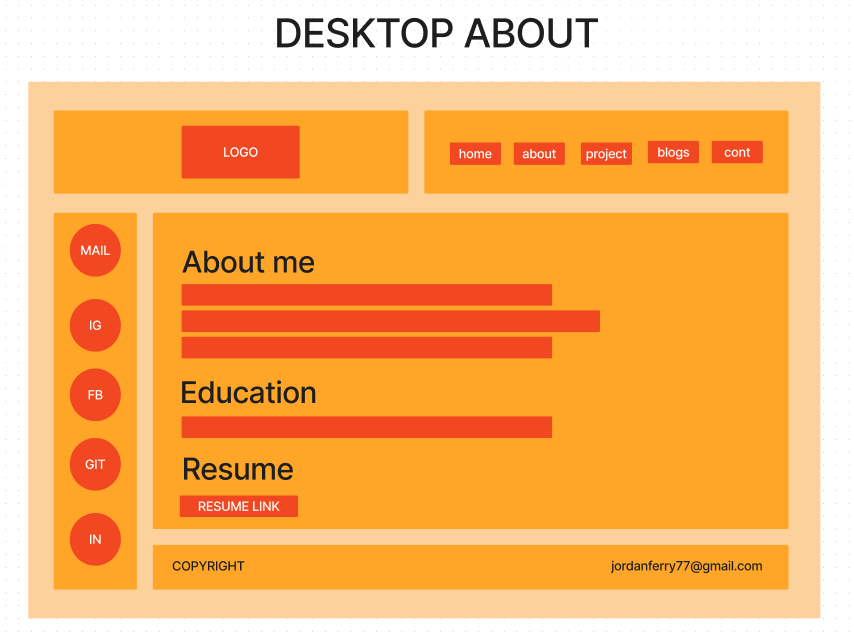 DESKTOP ABOUT
LOGO
home about project blogs cont
MAIL
IG
FB
GIT
IN
About me
Education
Resume
RESUME LINK
COPYRIGHT
jordanferry77@gmail.com